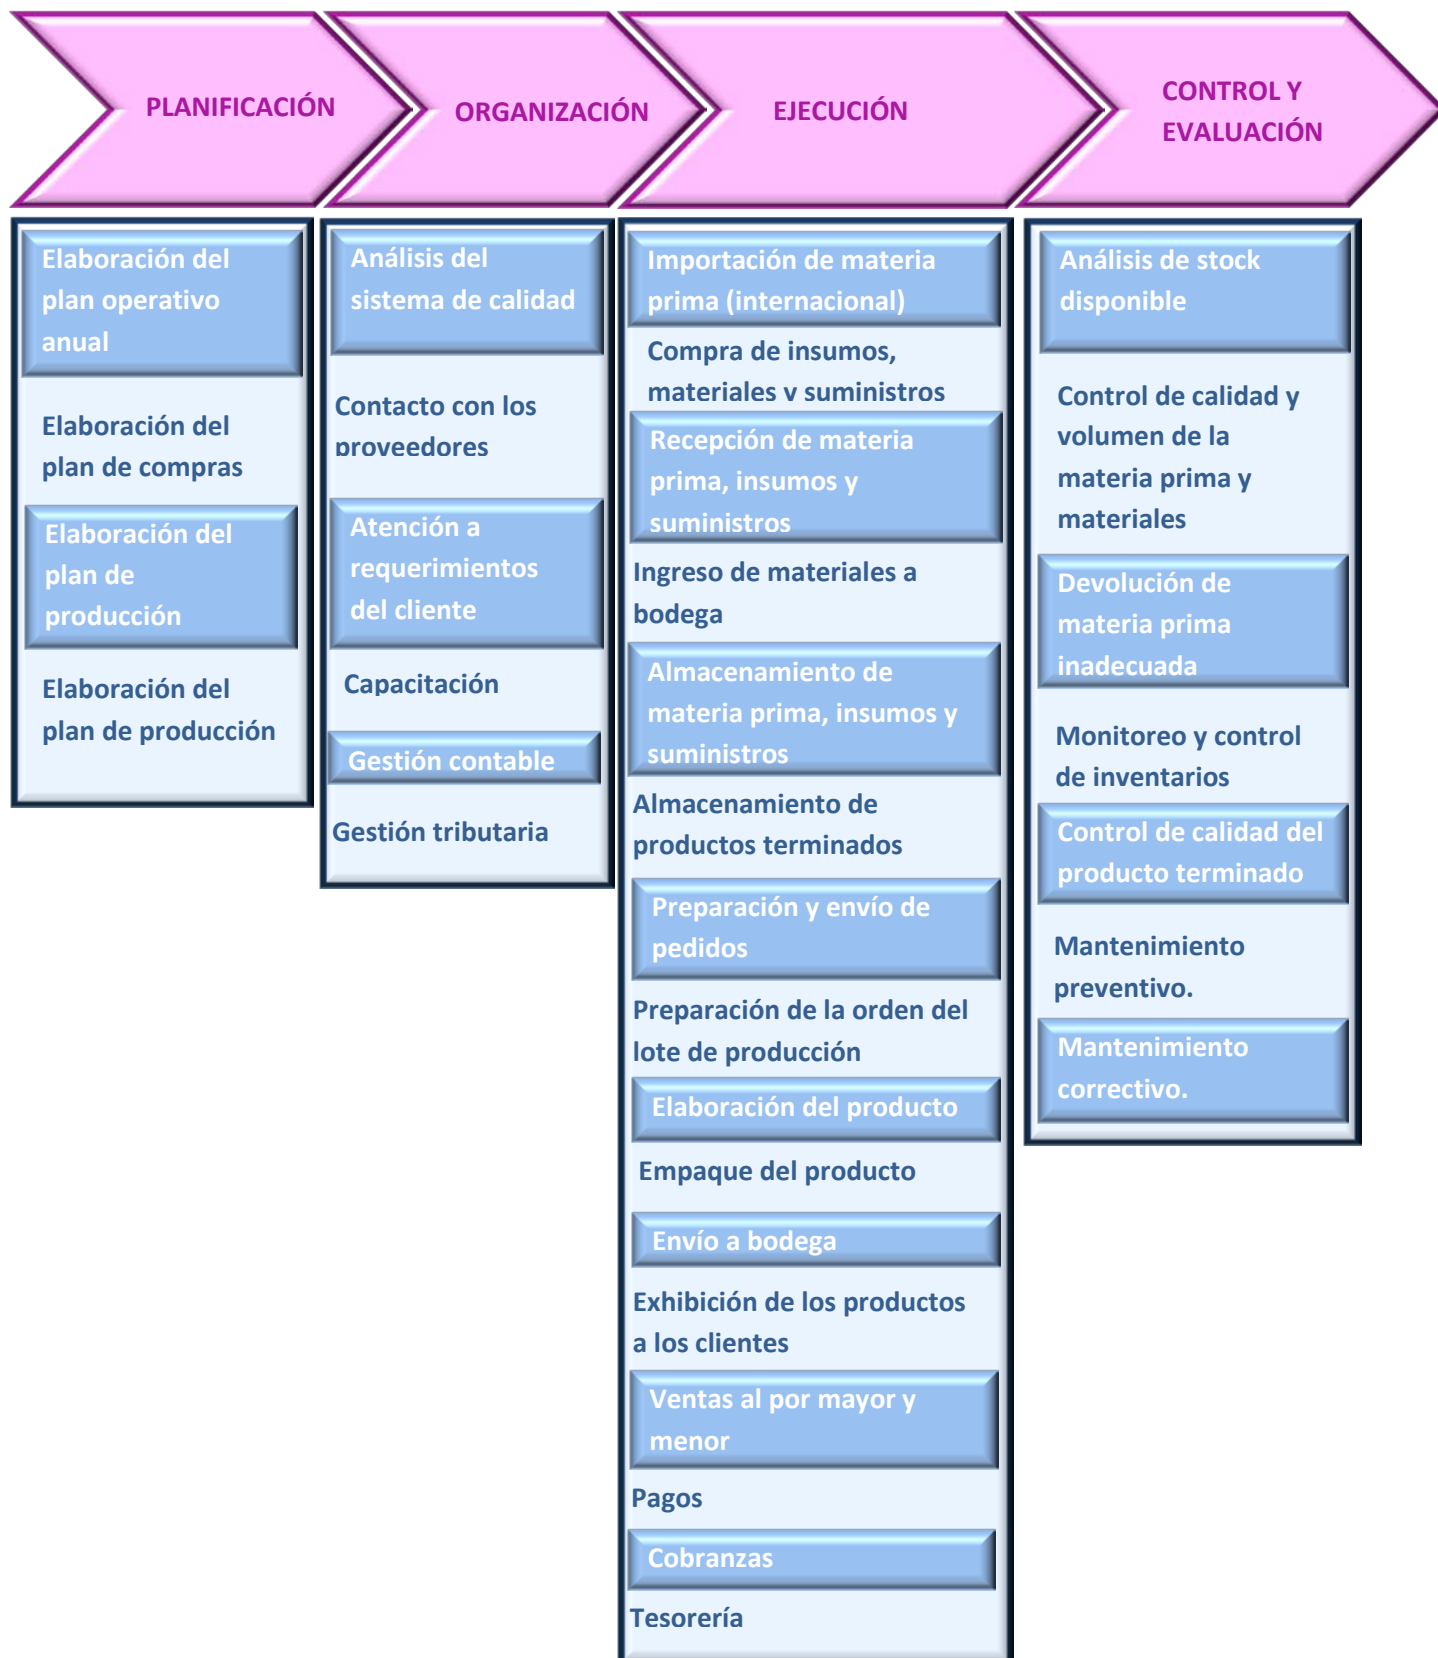 PLANIFICACIÓN
ORGANIZACIÓN
EJECUCIÓN
CONTROL Y
EVALUACIÓN
Elaboración del
plan operativo
anual
Elaboración del
plan de compras
Elaboración del
plan de
producción
Elaboración del
plan de producción
Análisis del
sistema de calidad
Contacto con los
proveedores
Atención a
requerimientos
del cliente
Capacitación
Gestión contable
Gestión tributaria
Importación de materia
prima (internacional)
Compra de insumos,
materiales y suministros
Recepción de materia
prima, insumos y
suministros
Ingreso de materiales a
bodega
Almacenamiento de
materia prima, insumos y
suministros
Almacenamiento de
productos terminados
Preparación y envío de
pedidos
Preparación de la orden del
lote de producción
Elaboración del producto
Empaque del producto
Envío a bodega
Exhibición de los productos
a los clientes
Ventas al por mayor y
menor
Pagos
Cobranzas
Tesorería
Análisis de stock
disponible
Control de calidad y
volumen de la
materia prima y
materiales
Devolución de
materia prima
inadecuada
Monitoreo y control
de inventarios
Control de calidad del
producto terminado
Mantenimiento
preventivo.
Mantenimiento
correctivo.